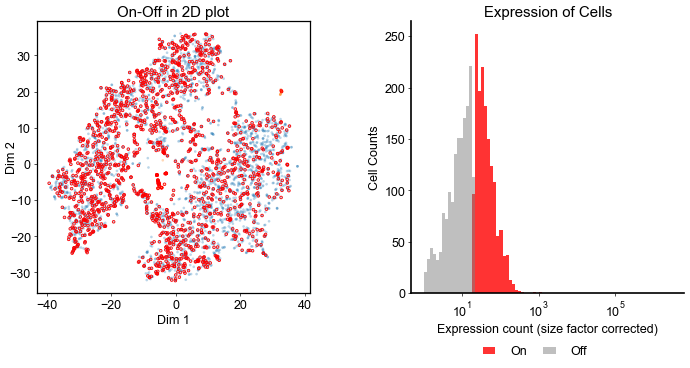 On-Off in 2D plot
30
20
10
0
−10
−20
−30
Dim 2
−40
−20
0
20
40
Dim 1
Expression of Cells
250
200
150
100
50
0
Cell Counts
10^1
10^3
10^5
Expression count (size factor corrected)
On
Off